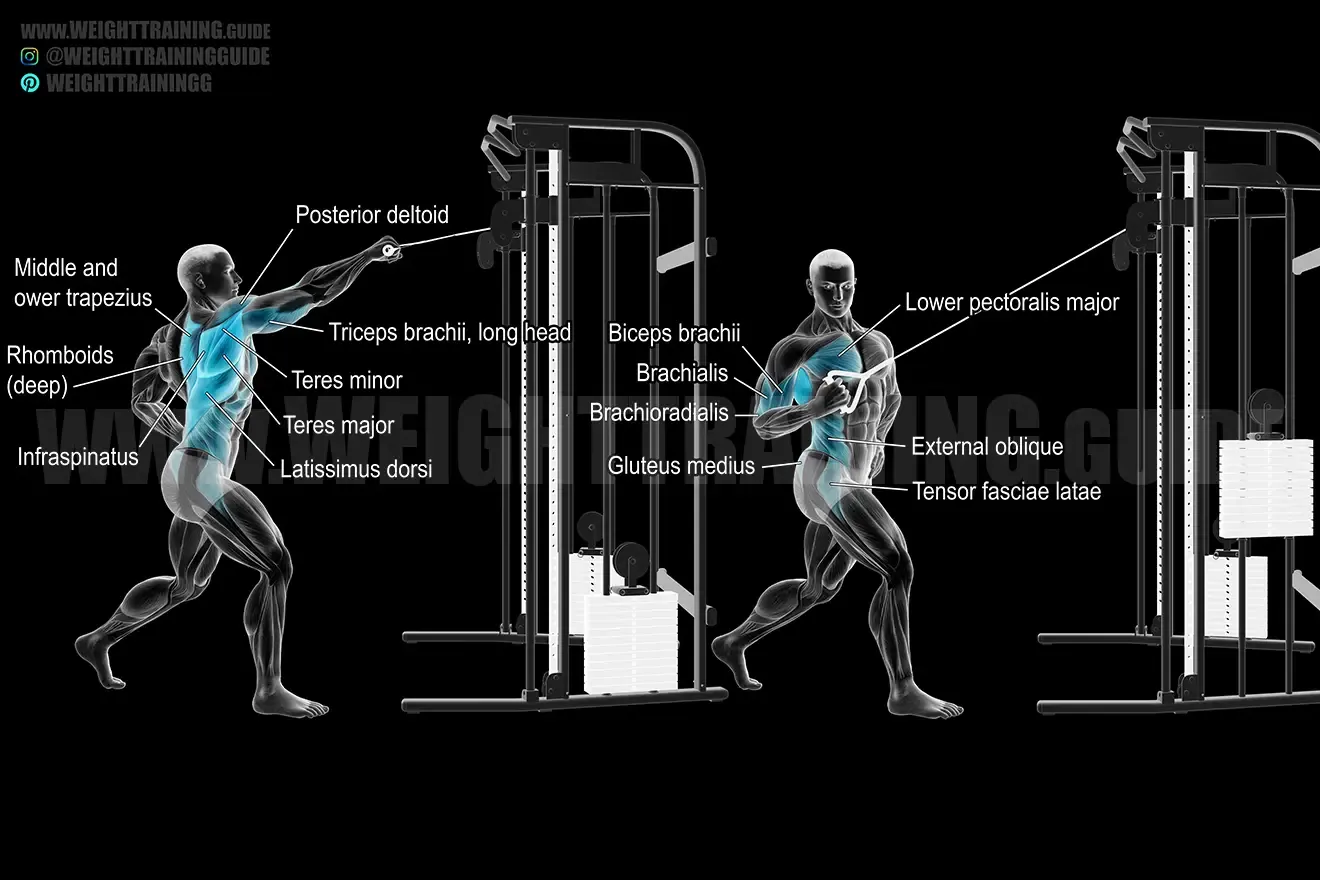 www.WEIGHTTRAINING.GUIDE
@WEIGHTTRAININGGUIDE
WEIGHTTRAININGG
Posterior deltoid
Middle and
ower trapezius
Triceps brachii, long head
Rhomboids
(deep)
Teres minor
Teres major
Infraspinatus
Latissimus dorsi
Lower pectoralis major
Biceps brachii
Brachialis
Brachioradialis
External oblique
Gluteus medius
Tensor fasciae latae
WWW.WEIGHTTRAINING.GUIDE